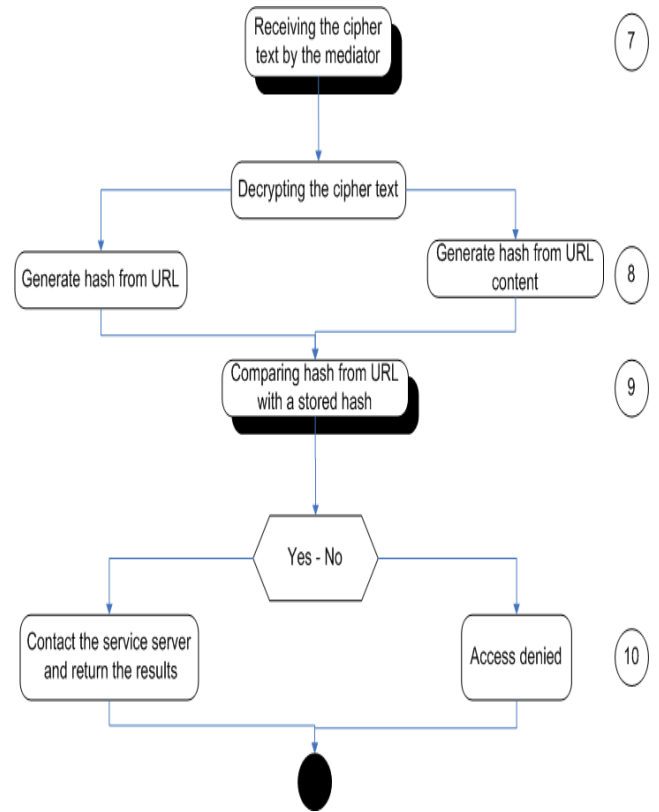 Receiving the cipher
text by the mediator
7
Decrypting the cipher text
Generate hash from URL
Generate hash from URL
content
8
Comparing hash from URL
with a stored hash
9
Yes - No
Contact the service server
and return the results
Access denied
10